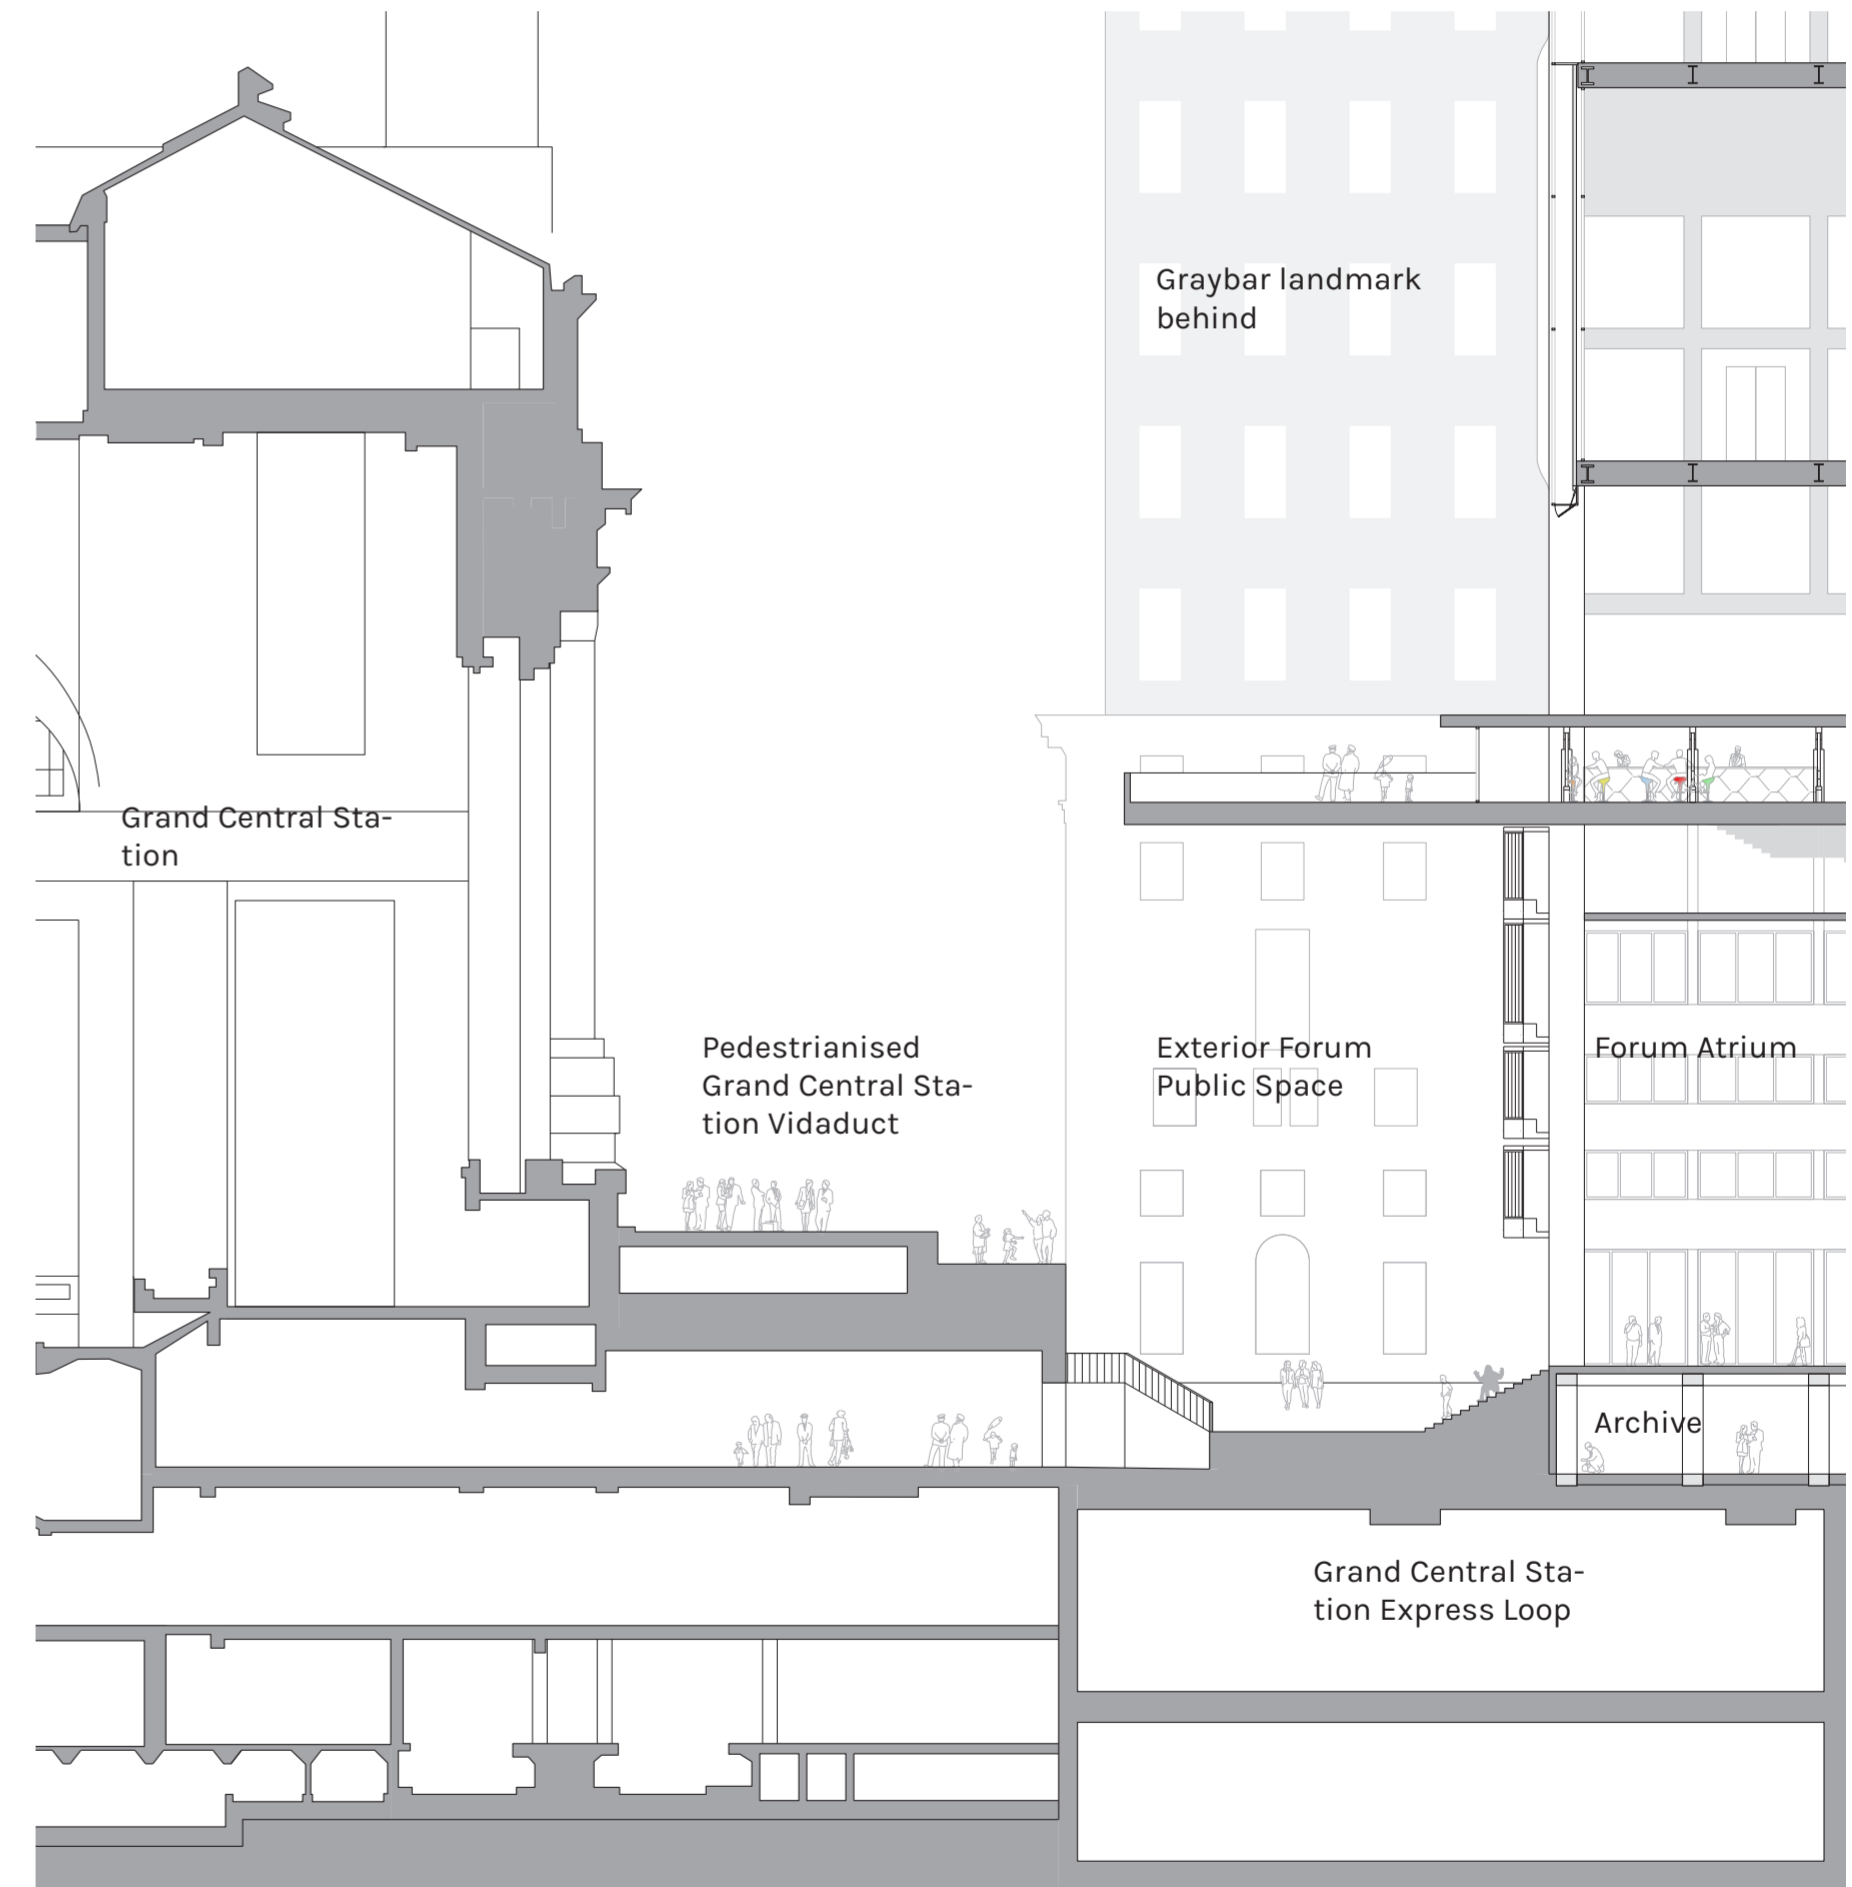 Graybar landmark
behind
Grand Central Sta-
tion
Pedestrianised
Grand Central Sta-
tion Vidaduct
Exterior Forum
Public Space
Forum Atrium
Archive
Grand Central Sta-
tion Express Loop